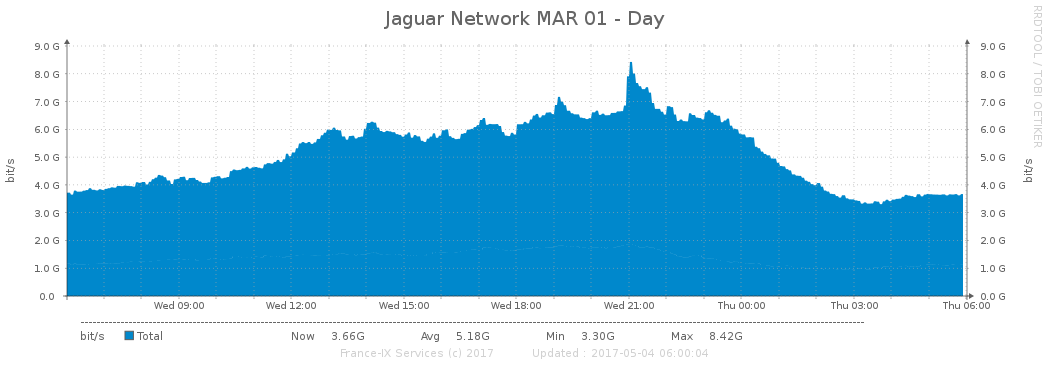 Jaguar Network MAR 01 - Day
RRDTOOL / TOBI OETIKER
9.0 G 9.0 G
8.0 G 8.0 G
7.0 G 7.0 G
6.0 G 6.0 G
5.0 G 5.0 G
4.0 G 4.0 G
3.0 G 3.0 G
2.0 G 2.0 G
1.0 G 1.0 G
0.0 0.0 G
bit/s
bit/s
Wed 09:00 Wed 12:00 Wed 15:00 Wed 18:00 Wed 21:00 Thu 00:00 Thu 03:00 Thu 06:00
bit/s Total Now 3.66G Avg 5.18G Min 3.30G Max 8.42G
France-IX Services (c) 2017 Updated : 2017-05-04 06:00:04